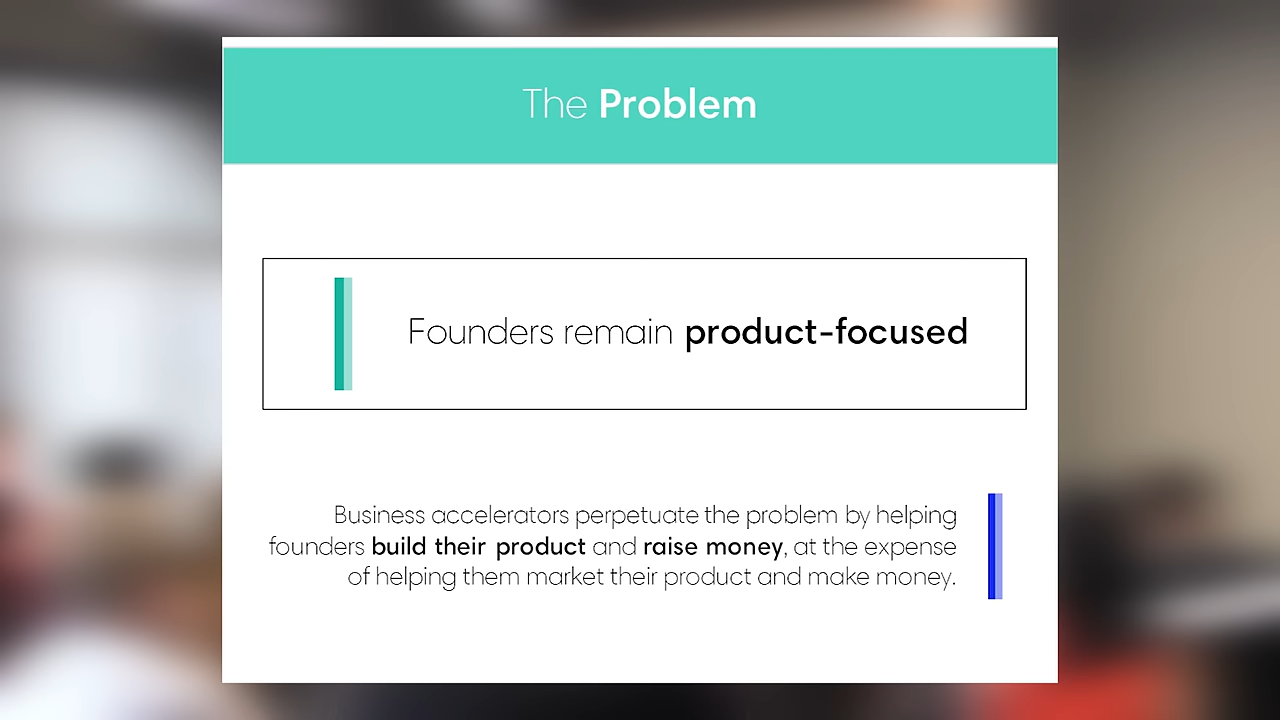 The Problem
Founders remain product-focused
Business accelerators perpetuate the problem by helping
founders build their product and raise money, at the expense
of helping them market their product and make money.